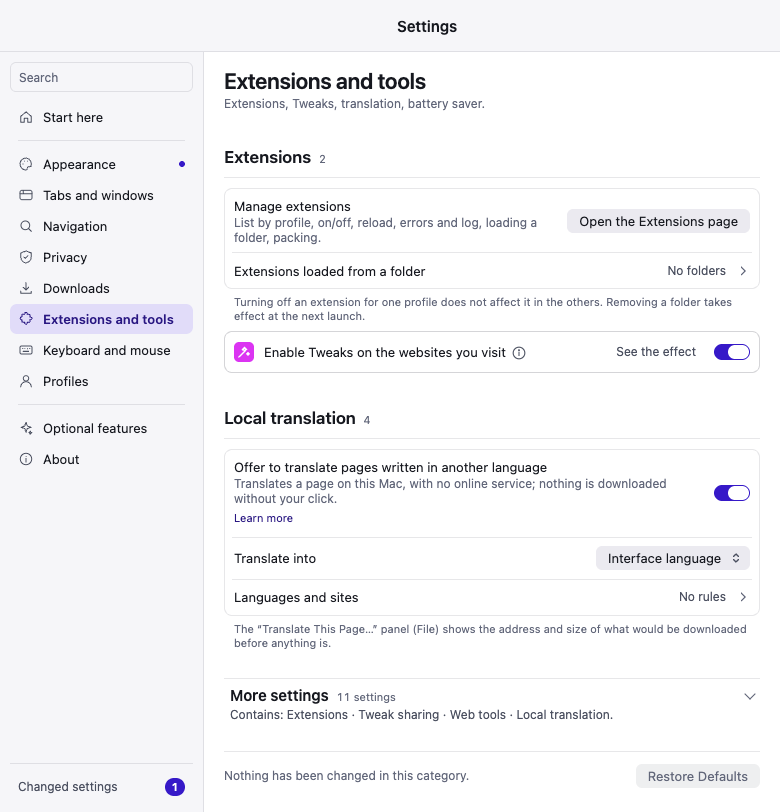 Settings
Search
Start here
Appearance
Tabs and windows
Navigation
Privacy
Downloads
Extensions and tools
Keyboard and mouse
Profiles
Optional features
About
Changed settings 1
Extensions and tools
Extensions, Tweaks, translation, battery saver.
Extensions 2
Manage extensions
List by profile, on/off, reload, errors and log, loading a
folder, packing.
Open the Extensions page
Extensions loaded from a folder No folders
Turning off an extension for one profile does not affect it in the others. Removing a folder takes
effect at the next launch.
Enable Tweaks on the websites you visit See the effect
Local translation 4
Offer to translate pages written in another language
Translates a page on this Mac, with no online service; nothing is downloaded
without your click.
Learn more
Translate into Interface language
Languages and sites No rules
The “Translate This Page…” panel (File) shows the address and size of what would be downloaded
before anything is.
More settings 11 settings
Contains: Extensions · Tweak sharing · Web tools · Local translation.
Nothing has been changed in this category. Restore Defaults